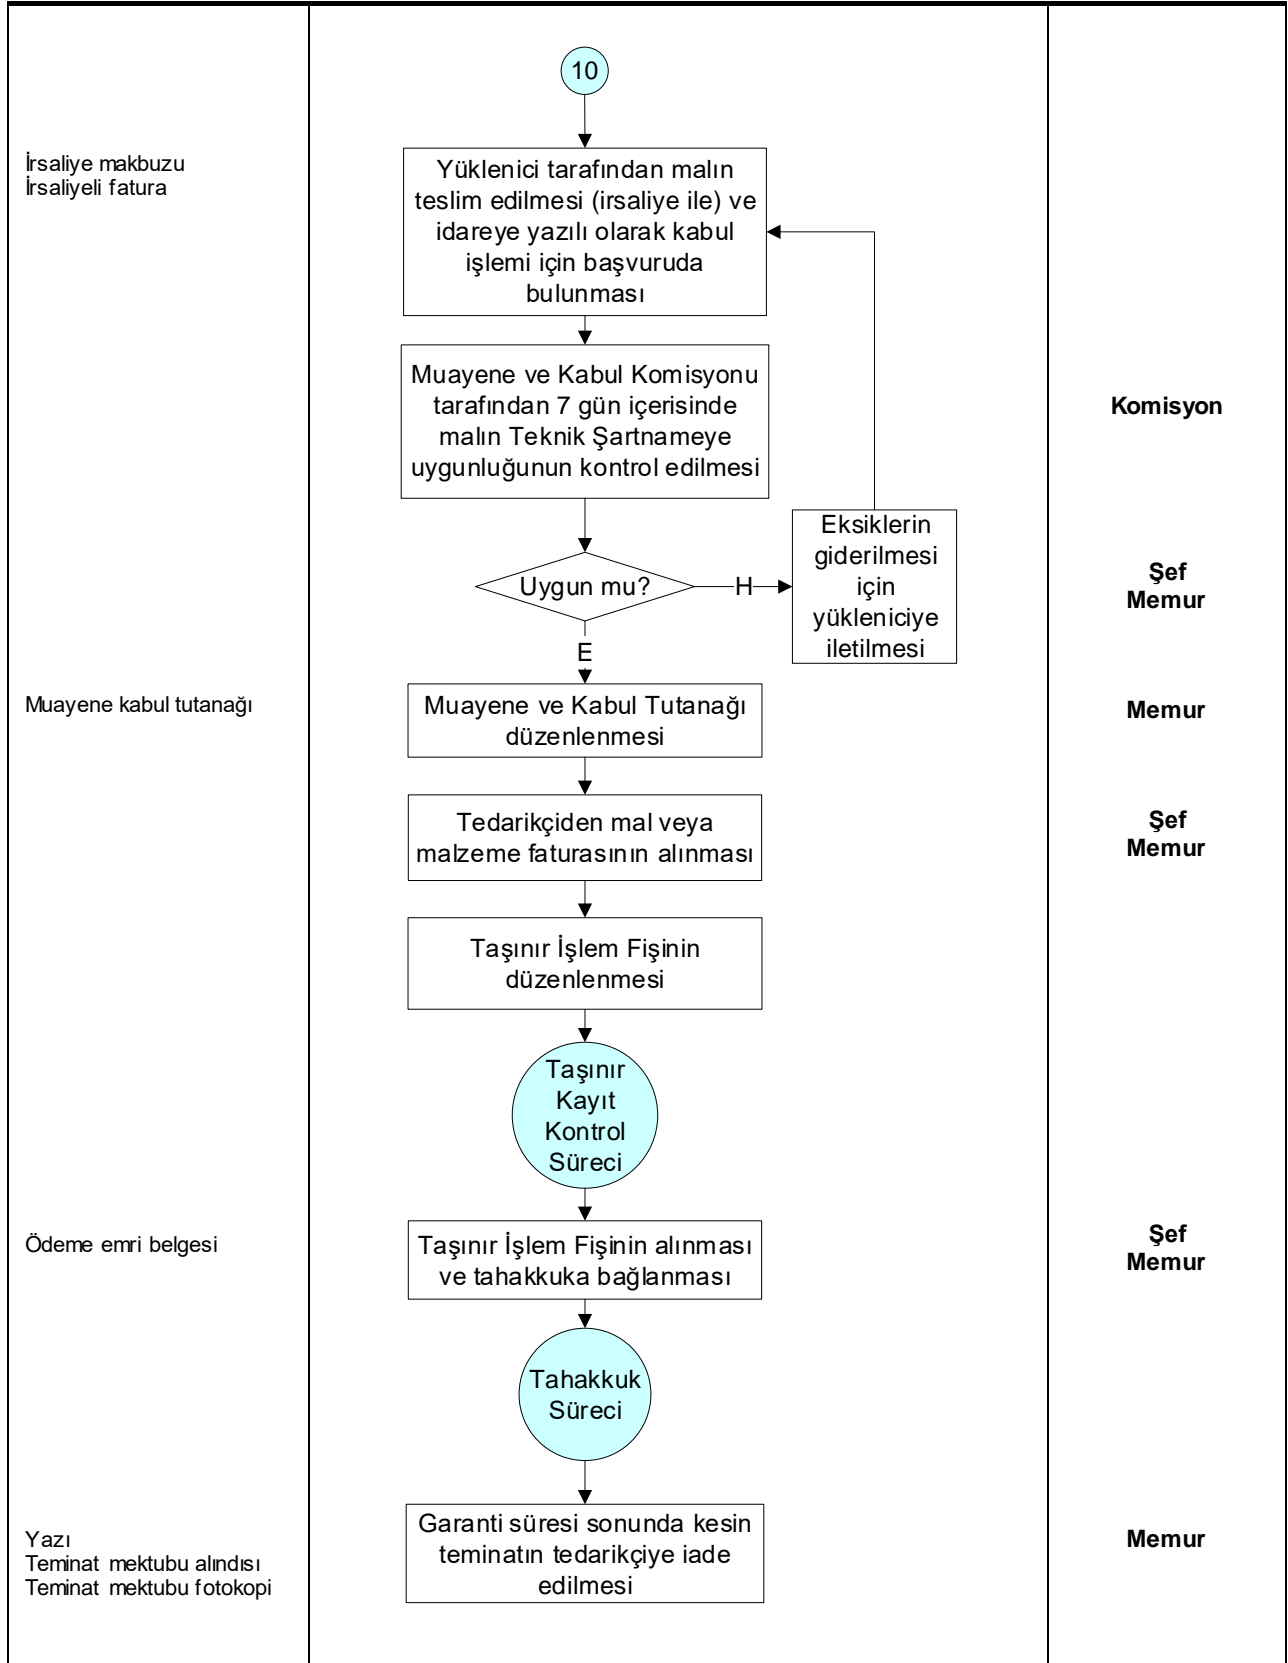 10
İrsaliye makbuzu
İrsaliyeli fatura
Yüklenici tarafından malın
teslim edilmesi (irsaliye ile) ve
idareye yazılı olarak kabul
işlemi için başvuruda
bulunması
Muayene ve Kabul Komisyonu
tarafından 7 gün içerisinde
malın Teknik Şartnameye
uygunluğunun kontrol edilmesi
Komisyon
Uygun mu?
H
Eksiklerin
giderilmesi
için
yükleniciye
iletilmesi
Şef
Memur
E
Muayene kabul tutanağı
Muayene ve Kabul Tutanağı
düzenlenmesi
Memur
Tedarikçiden mal veya
malzeme faturasının alınması
Şef
Memur
Taşınır İşlem Fişinin
düzenlenmesi
Taşınır
Kayıt
Kontrol
Süreci
Ödeme emri belgesi
Taşınır İşlem Fişinin alınması
ve tahakkuka bağlanması
Şef
Memur
Tahakkuk
Süreci
Yazı
Teminat mektubu alındısı
Teminat mektubu fotokopi
Garanti süresi sonunda kesin
teminatın tedarikçiye iade
edilmesi
Memur